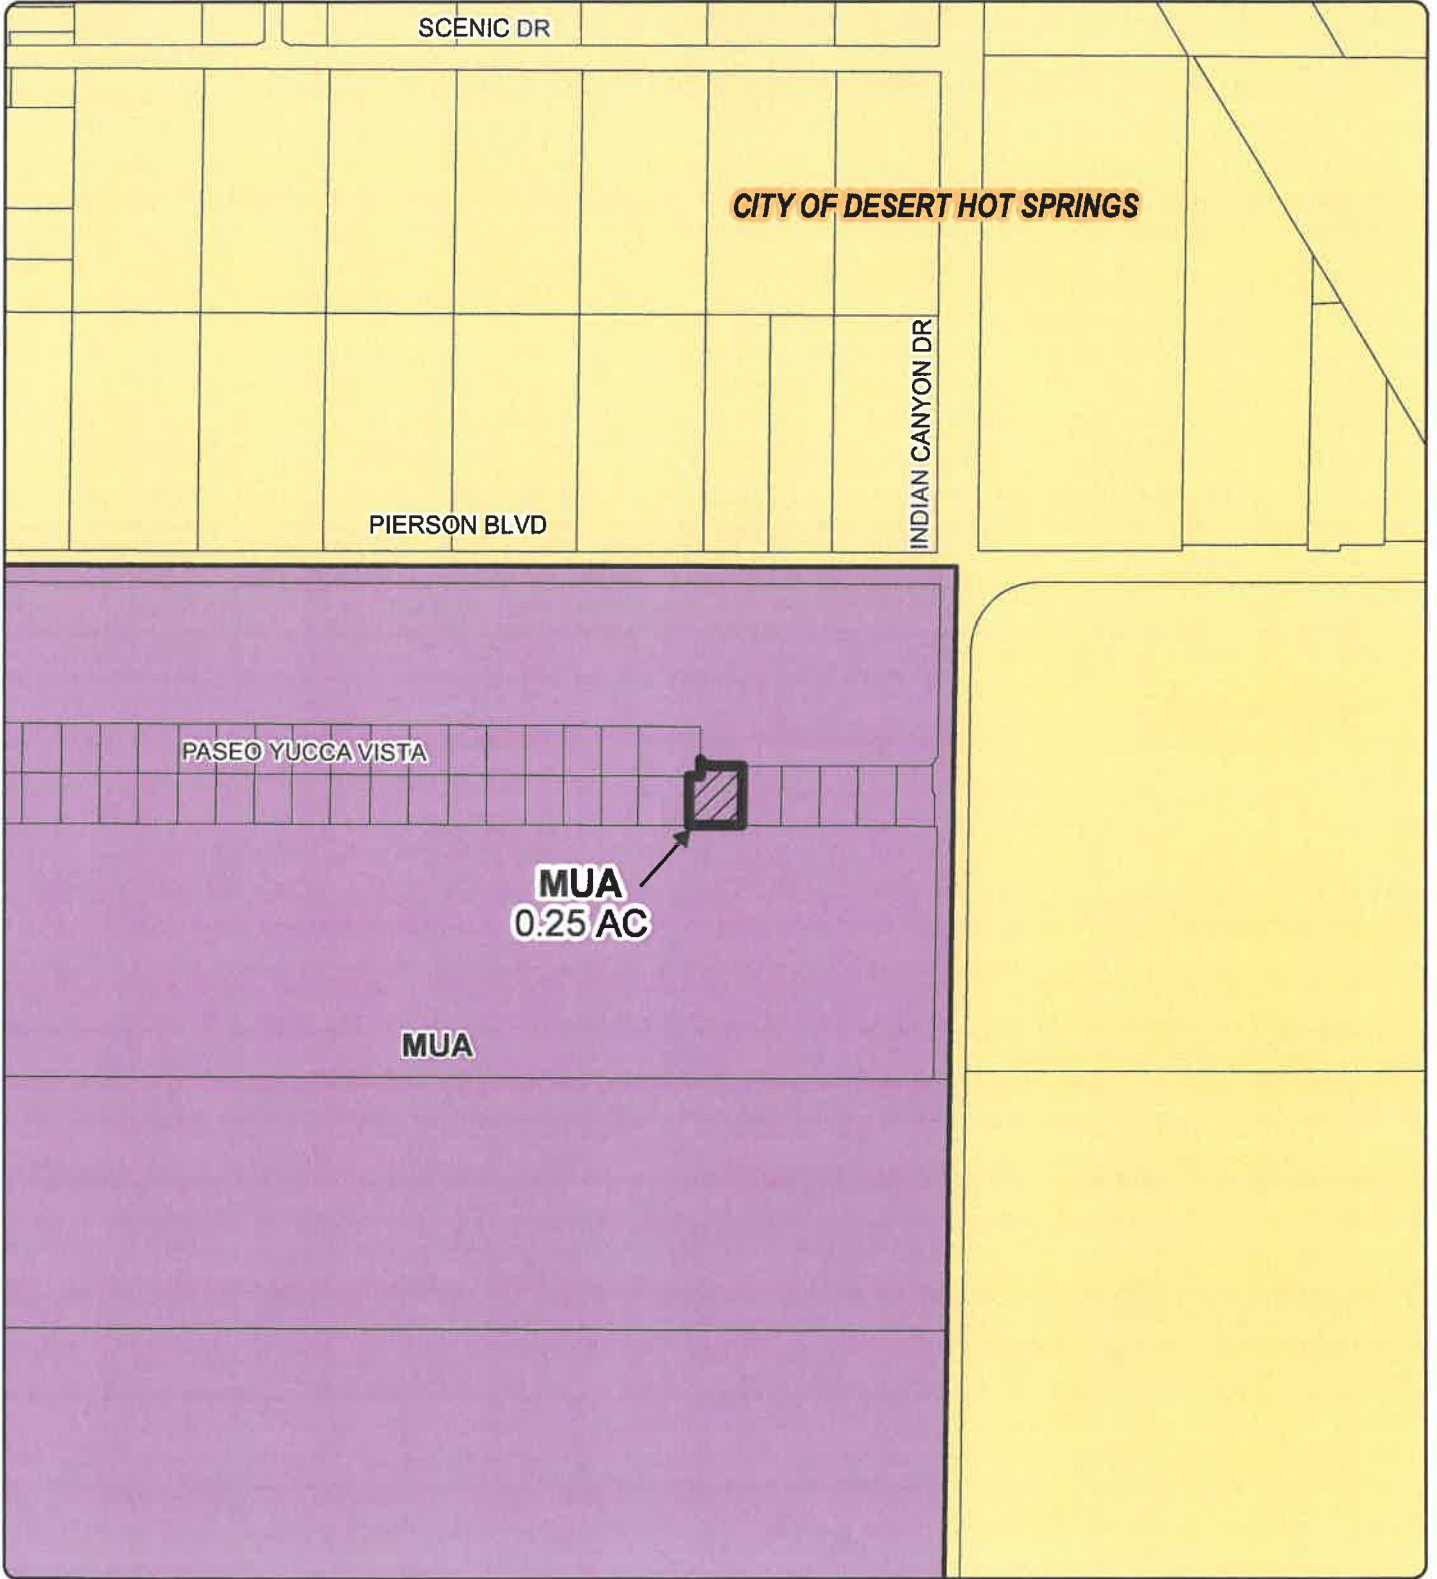 SCENIC DR
CITY OF DESERT HOT SPRINGS
INDIAN CANYON DR
PIERSON BLVD
PASEO YUCCA VISTA
MUA
0.25 AC
MUA